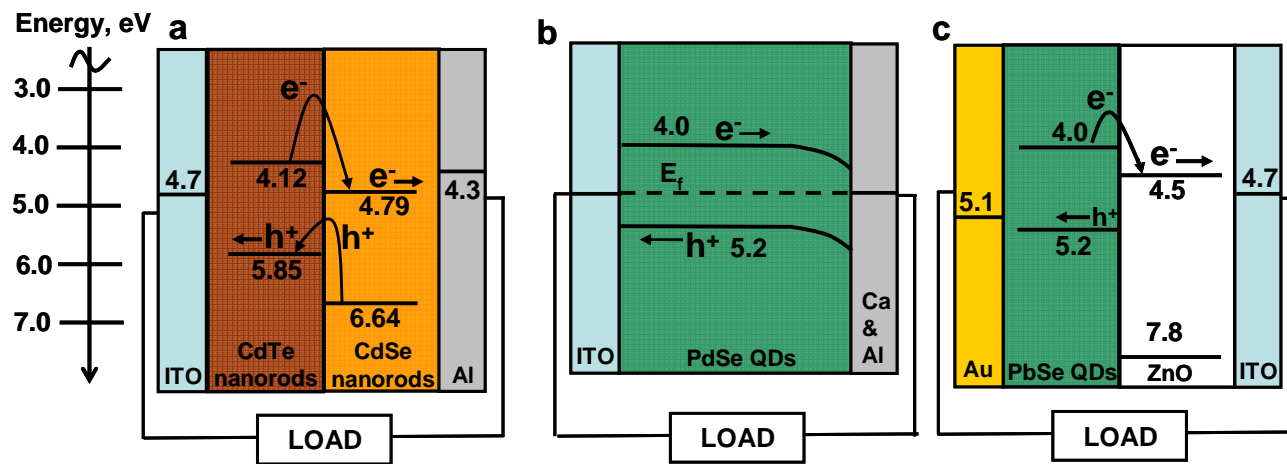 Energy, eV
3.0
4.0
5.0
6.0
7.0
a
e-
4.7
4.12
e-
4.79
4.3
h+
h+
5.85
6.64
ITO
CdTe
nanorods
CdSe
nanorods
Al
LOAD
b
4.0
e-
Ef
h+
5.2
ITO
PdSe QDs
Ca
&
Al
LOAD
c
e-
4.0
e-
4.5
4.7
5.1
h+
5.2
7.8
Au
PbSe QDs
ZnO
ITO
LOAD